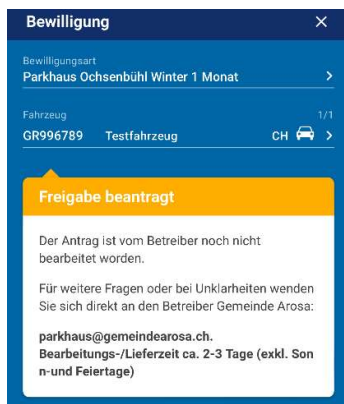 Bewilligung
Bewilligungsart
Parkhaus Ochsenbühl Winter 1 Monat
Fahrzeug 1/1
GR996789 Testfahrzeug CH
Freigabe beantragt
Der Antrag ist vom Betreiber noch nicht
bearbeitet worden.
Für weitere Fragen oder bei Unklarheiten wenden
Sie sich direkt an den Betreiber Gemeinde Arosa:
parkhaus@gemeindearosa.ch.
Bearbeitungs-/Lieferzeit ca. 2-3 Tage (exkl. Son
n-und Feiertage)